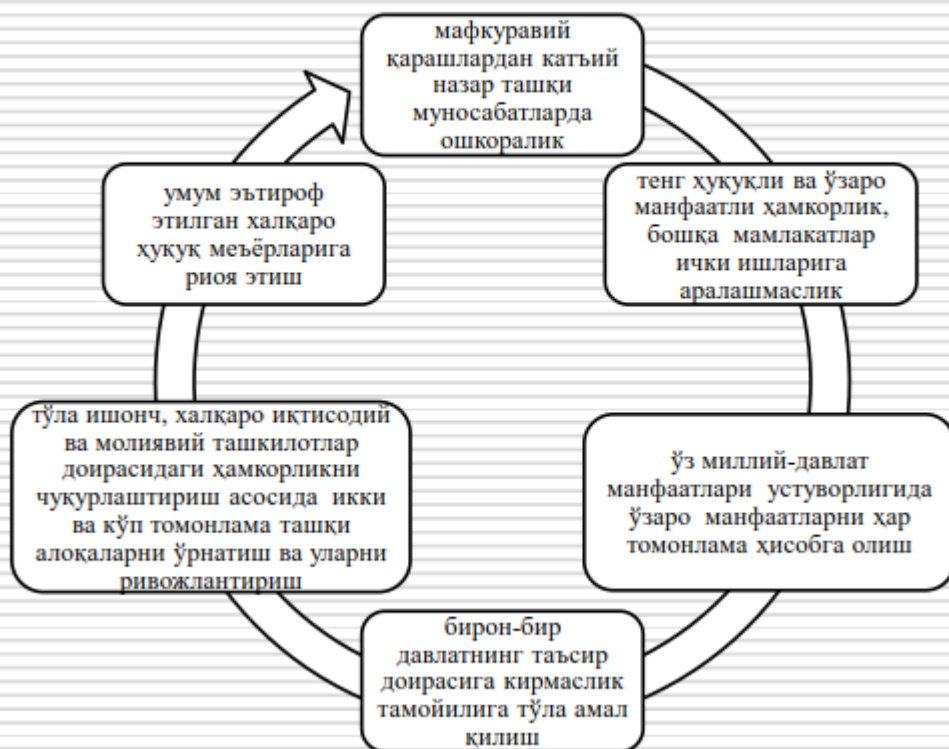 мафкуравий
қарашлардан катъий
назар ташқи
муносабатларда
ошкоралик
тенг ҳуқуқли ва ўзаро
манфаатли ҳамкорлик,
бошқа мамлакатлар
ички ишларига
аралашмаслик
ўз миллий-давлат
манфаатлари устуворлигида
ўзаро манфаатларни ҳар
томонлама ҳисобга олиш
бирон-бир
давлатнинг таъсир
доирасига кирмаслик
тамойилига тўла амал
қилиш
тўла ишонч, халқаро иқтисодий
ва молиявий ташкилотлар
доирасидаги ҳамкорликни
чуқурлаштириш асосида икки
ва кўп томонлама ташқи
алоқаларни ўрнатиш ва уларни
ривожлантириш
умум эътироф
этилган халқаро
ҳуқуқ меъёрларига
риоя этиш